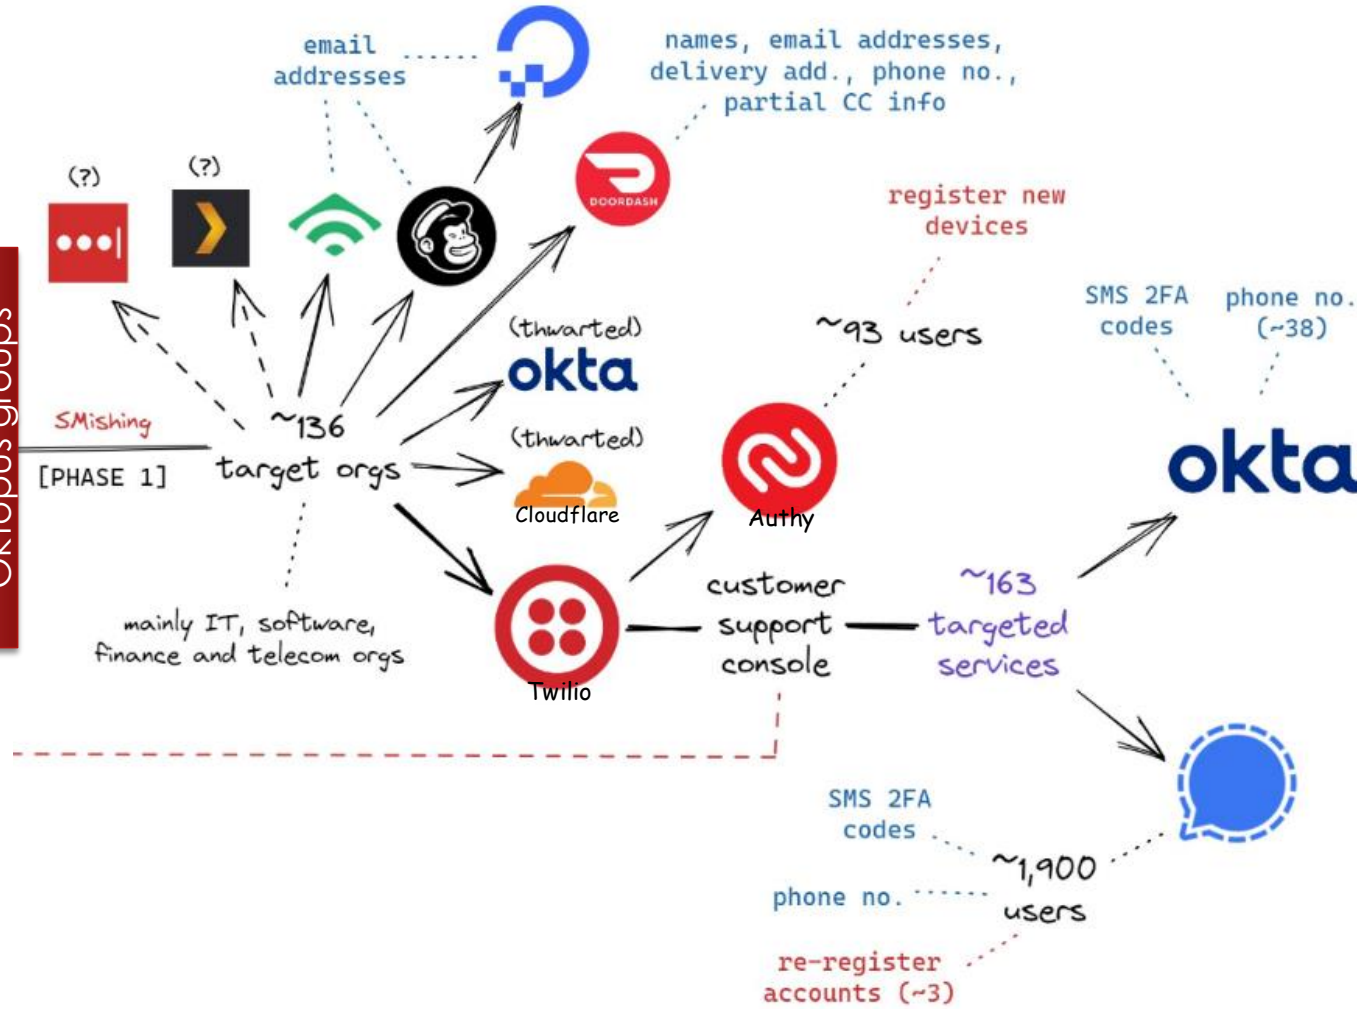 email
addresses
names, email addresses,
delivery add., phone no.,
partial CC info
(?)
(?)
DOORDASH
register new
devices
SMS 2FA
codes
phone no.
(~38)
~93 users
(thwarted)
okta
(thwarted)
Cloudflare
SMishing
[PHASE 1]
~136
target orgs
Authy
okta
mainly IT, software,
finance and telecom orgs
Twilio
customer
support
console
~163
targeted
services
SMS 2FA
codes
phone no.
~1,900
users
re-register
accounts (~3)
groups